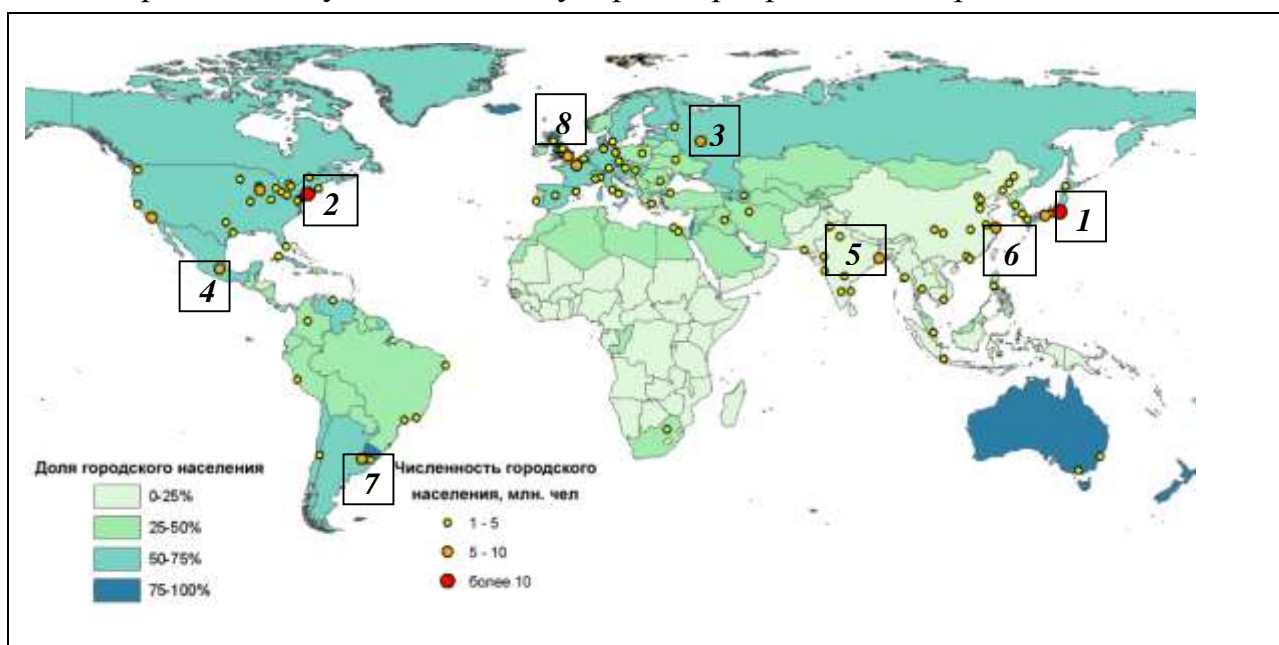 8
3
2
1
5
6
4
7
Доля городского населения
0-25%
25-50%
50-75%
75-100%
Численность городского
населения, млн. чел
1 - 5
5 - 10
более 10